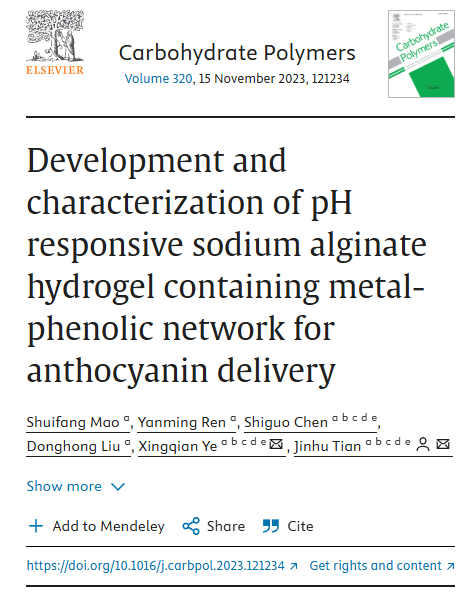 ELSEVIER
Carbohydrate Polymers
Volume 320, 15 November 2023, 121234
Carbohydrate
Polymers
Development and
characterization of pH
responsive sodium alginate
hydrogel containing metal-
phenolic network for
anthocyanin delivery
Shuifang Mao a, Yanming Ren a, Shiguo Chen a b c d e,
Donghong Liu a, Xingqian Ye a b c d e, Jinhu Tian a b c d e
Show more
Add to Mendeley
Share
Cite
https://doi.org/10.1016/j.carbpol.2023.121234
Get rights and content